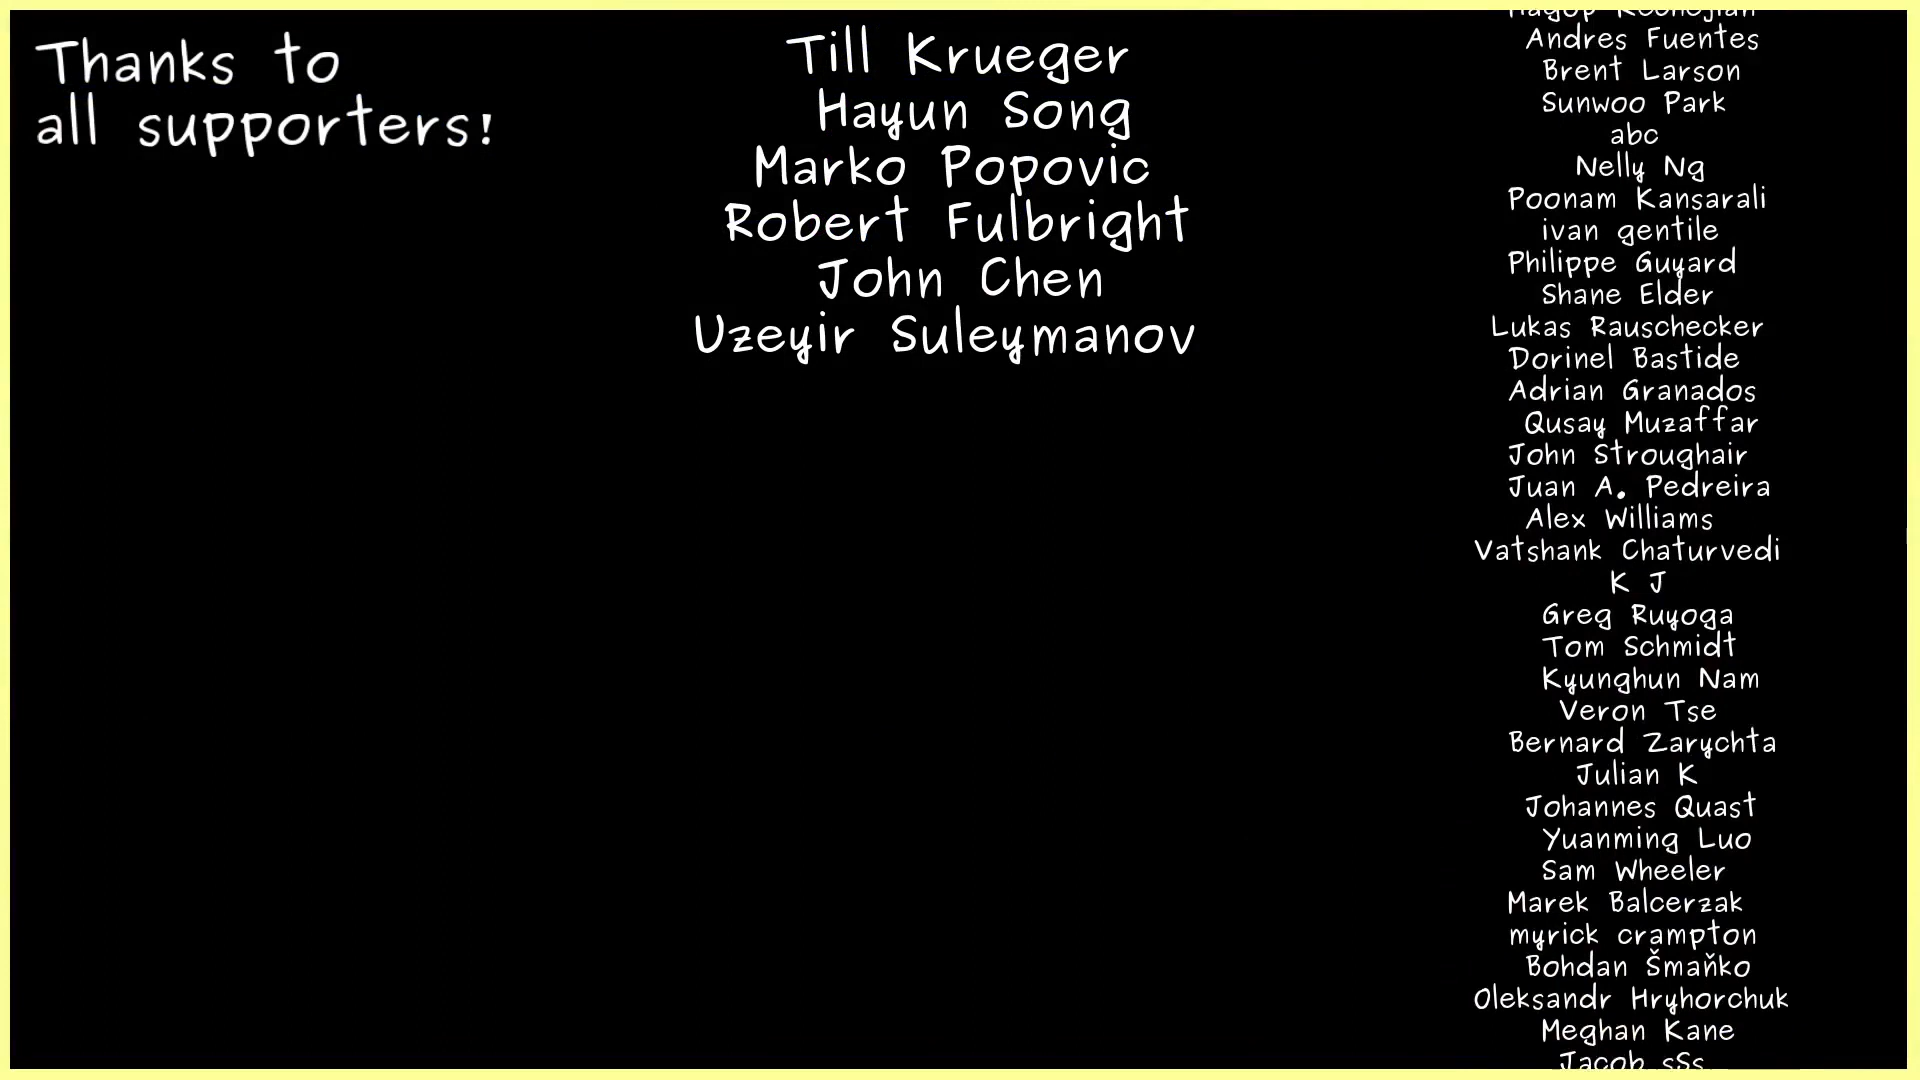 Thanks to
all supporters!
Till Krueger
Hayun Song
Marko Popovic
Robert Fulbright
John Chen
Uzeyir Suleymanov
Andres Fuentes
Brent Larson
Sunwoo Park
abc
Nelly Ng
Poonam Kansarali
ivan gentile
Philippe Guyard
Shane Elder
Lukas Rauschecker
Dorinel Bastide
Adrian Granados
Qusay Muzaffar
John Stroughair
Juan A. Pedreira
Alex Williams
Vatshank Chaturvedi
K J
Greg Ruyoga
Tom Schmidt
Kyunghun Nam
Veron Tse
Bernard Zarychta
Julian K
Johannes Quast
Yuanming Luo
Sam Wheeler
Marek Balcerzak
myrick crampton
Bohdan Šmaňko
Oleksandr Hryhorchuk
Meghan Kane
Jacob sSs